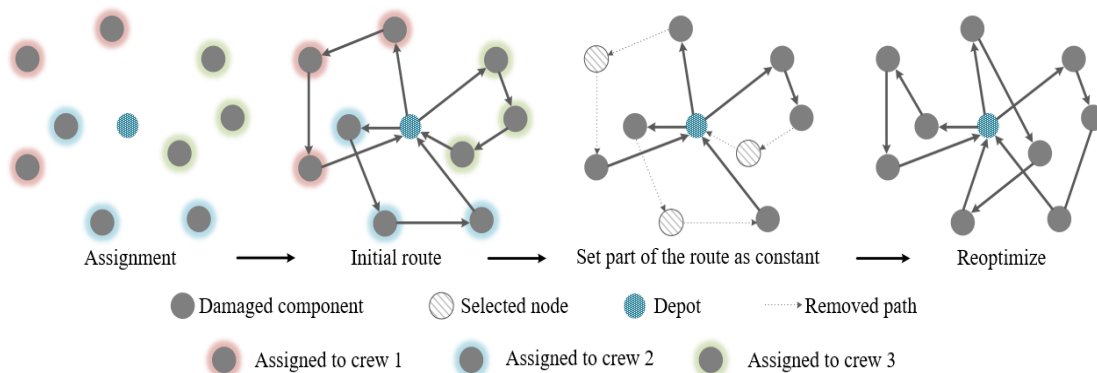 Assignment Initial route Set part of the route as constant Reoptimize
Damaged component Selected node Depot Removed path
Assigned to crew 1 Assigned to crew 2 Assigned to crew 3